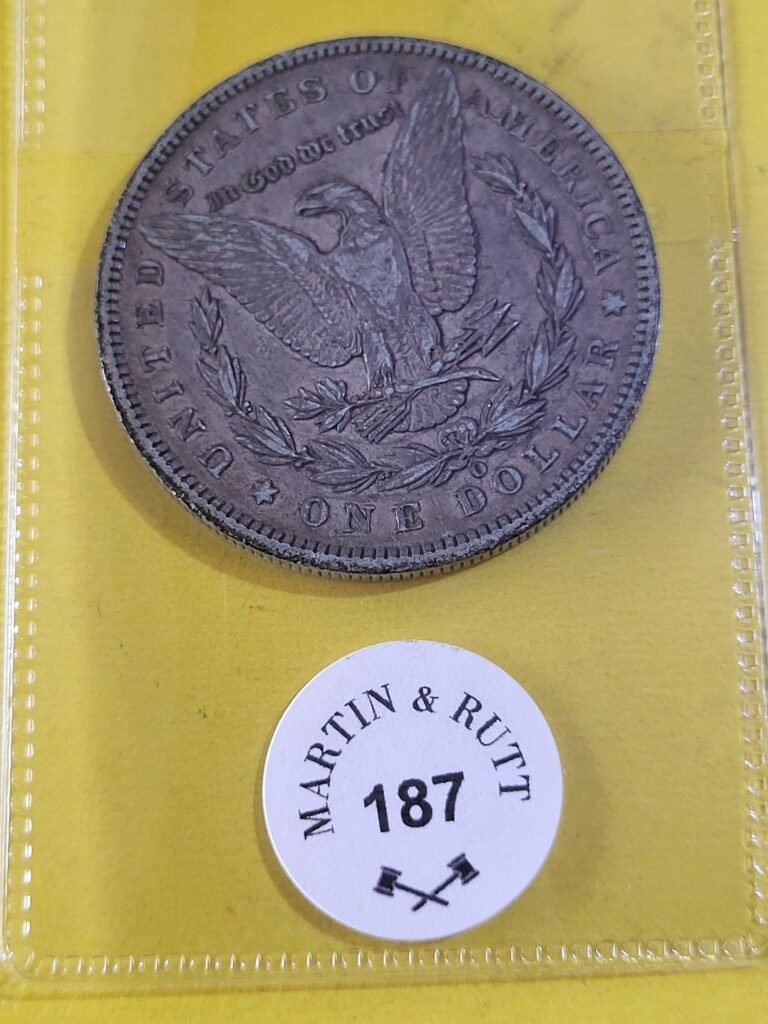 UNITED STATES OF AMERICA
In God we trust
O
ONE DOLLAR
MARTIN & RUTT
187